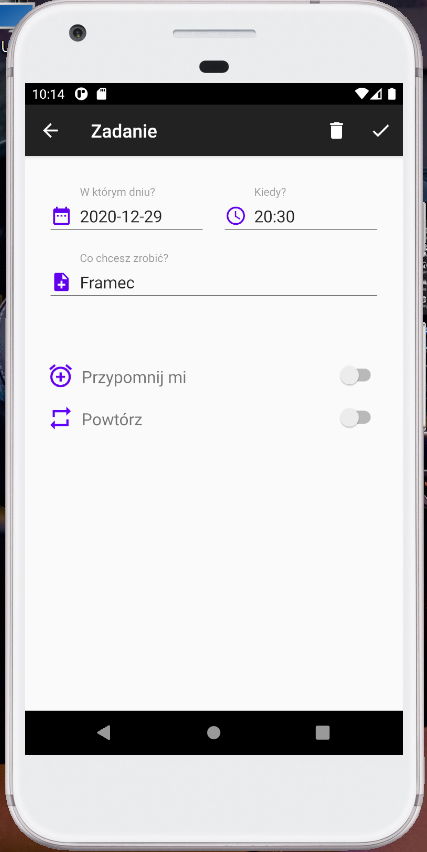 U
10:14
Zadanie
W którym dniu?
Kiedy?
2020-12-29
20:30
Co chcesz zrobić?
Framec
Przypomnij mi
Powtórz